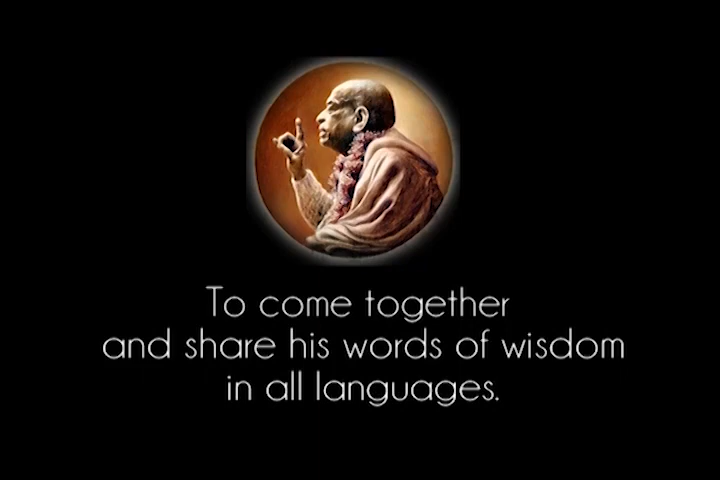 To come together
and share his words of wisdom
in all languages.